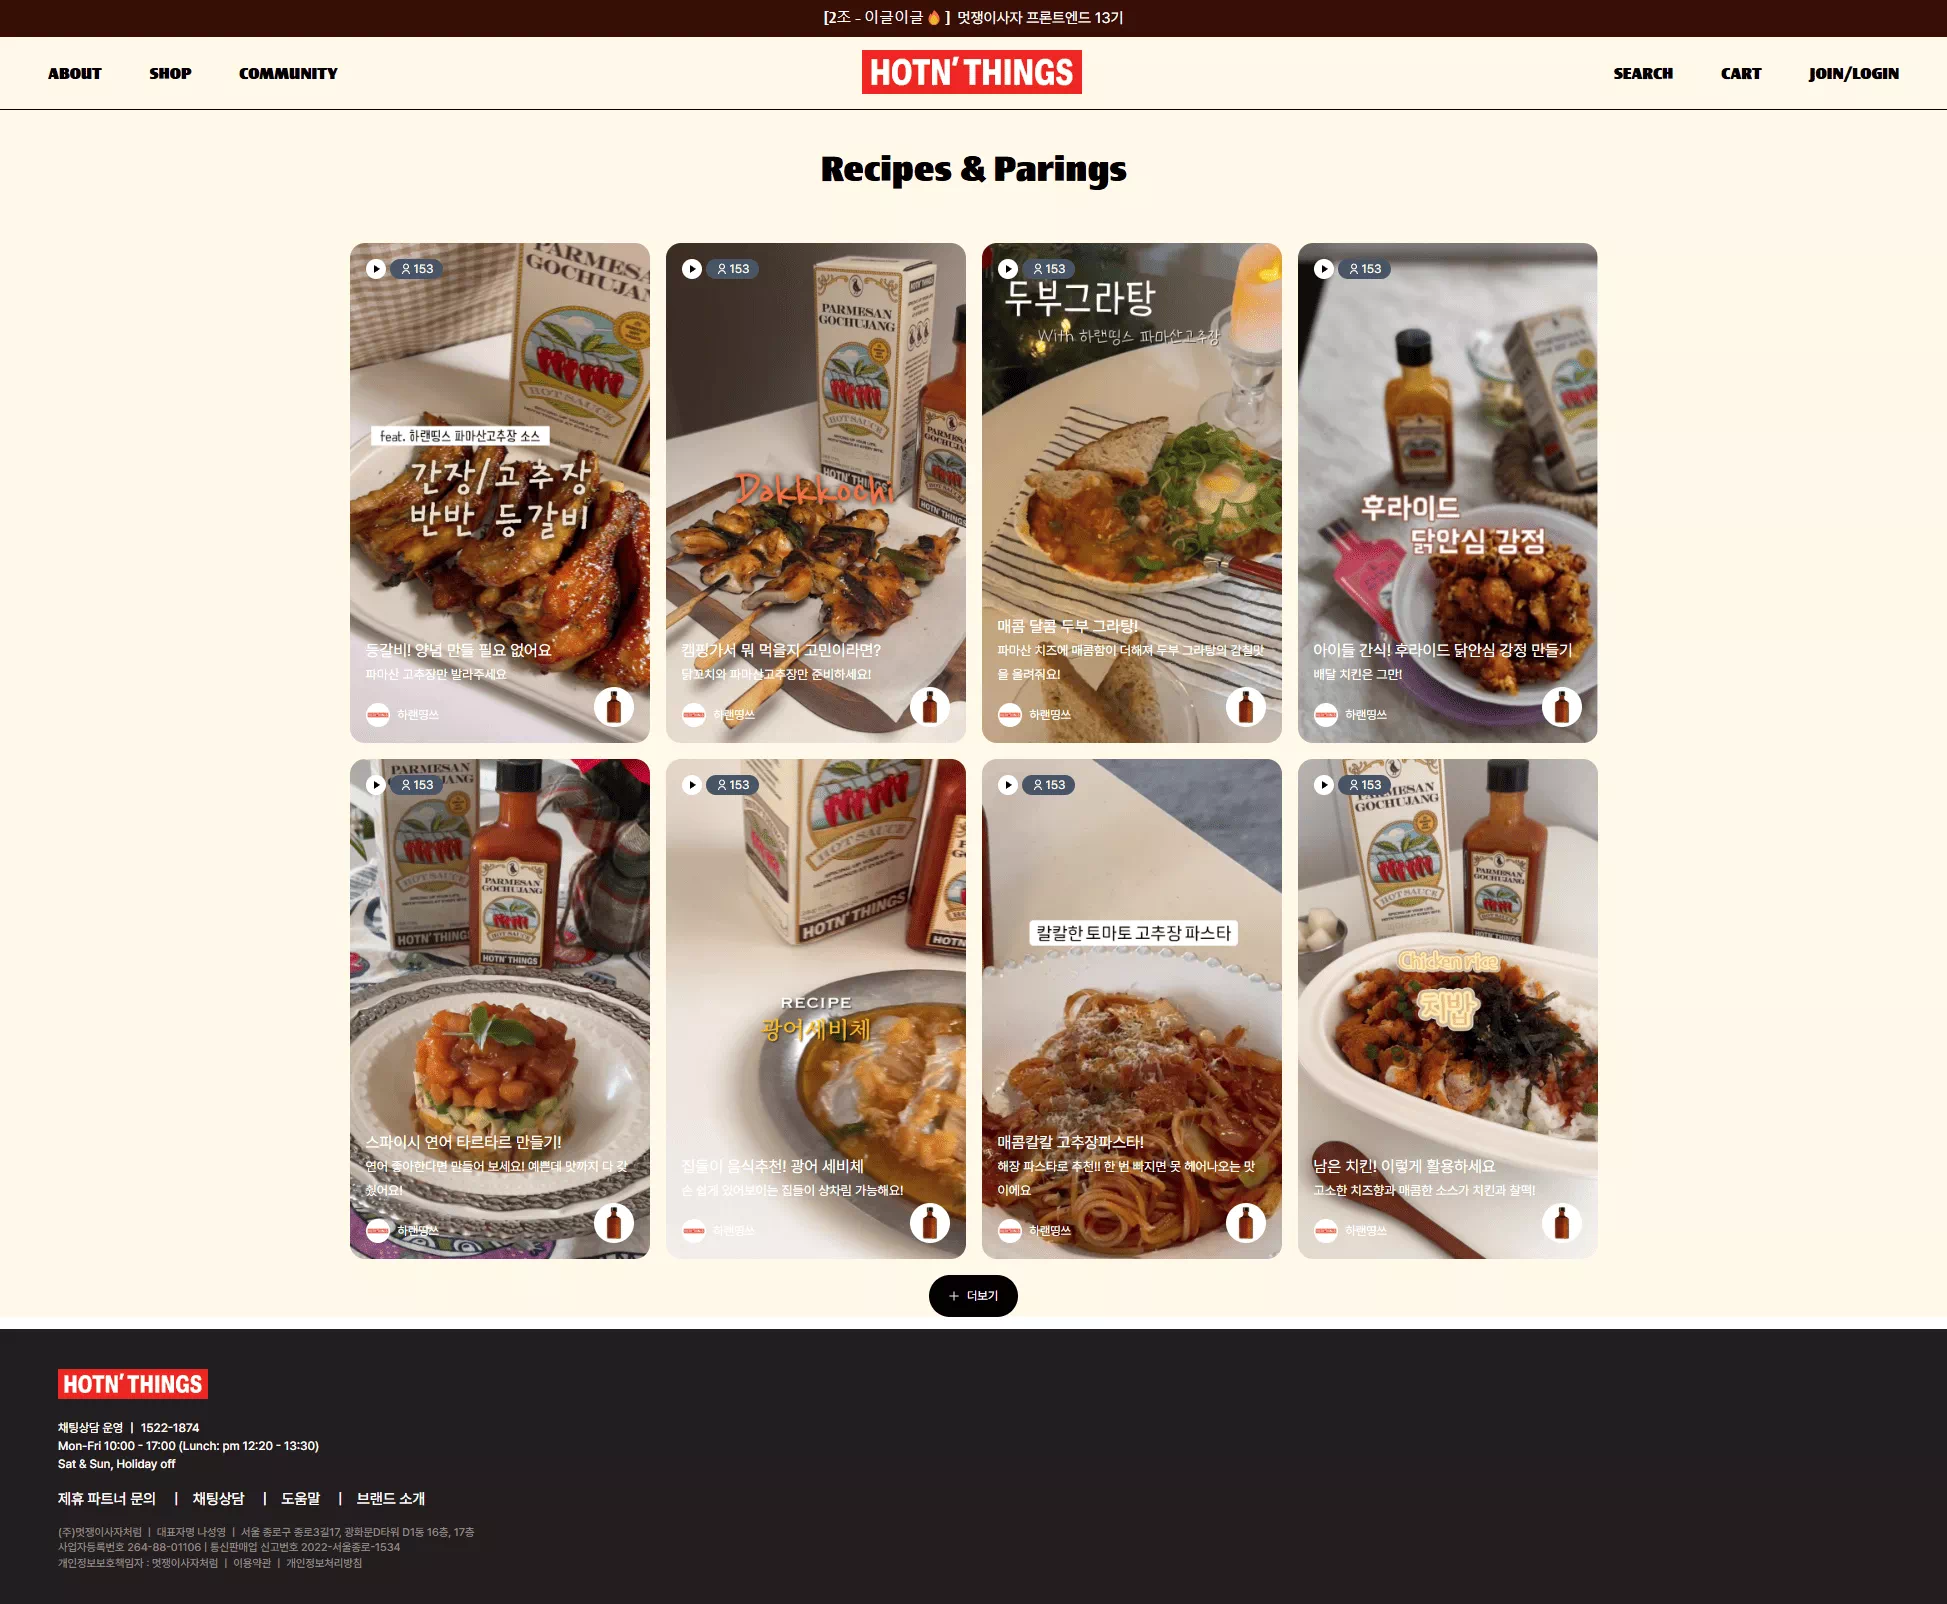 [2조 - 이글이글🔥] 멋쟁이사자 프론트엔드 13기
ABOUT
SHOP
COMMUNITY
HOTN' THINGS
SEARCH
CART
JOIN/LOGIN
Recipes & Parings
153
PARMESAN
GOCHUJANG
HOT SAUCE
feat. 하랜띵스 파마산고추장 소스
간장/고추장
반반 등갈비
등갈비! 양념 만들 필요 없어요
파마산 고추장만 발라주세요
하랜띵쓰
153
PARMESAN
GOCHUJANG
HOT SAUCE
HOTN' THINGS
Dakkkochi
캠핑가서 뭐 먹을지 고민이라면?
닭꼬치와 파마산고추장만 준비하세요!
하랜띵쓰
153
두부그라탕
With 하랜띵스 파마산고추장
매콤 달콤 두부 그라탕!
파마산 치즈에 매콤함이 더해져 두부 그라탕의 감칠맛
을 올려줘요!
하랜띵쓰
153
후라이드
닭안심 강정
아이들 간식! 후라이드 닭안심 강정 만들기
배달 치킨은 그만!
하랜띵쓰
153
PARMESAN
GOCHUJANG
HOT SAUCE
HOTN' THINGS
스파이시 연어 타르타르 만들기!
연어 좋아한다면 만들어 보세요! 예쁜데 맛까지 다 갖
췄어요!
하랜띵쓰
153
GOCHUJANG
HOT SAUCE
HOTN' THINGS
RECIPE
광어세비체
집들이 음식추천! 광어 세비체
손 쉽게 있어보이는 집들이 상차림 가능해요!
하랜띵쓰
153
칼칼한 토마토 고추장 파스타
매콤칼칼 고추장파스타!
해장 파스타로 추천!! 한 번 빠지면 못 헤어나오는 맛
이에요
하랜띵쓰
153
PARMESAN
GOCHUJANG
HOT SAUCE
Chicken rice
치밥
남은 치킨! 이렇게 활용하세요
고소한 치즈향과 매콤한 소스가 치킨과 찰떡!
하랜띵쓰
+ 더보기
HOTN' THINGS
채팅상담 운영 | 1522-1874
Mon-Fri 10:00 - 17:00 (Lunch: pm 12:20 - 13:30)
Sat & Sun, Holiday off
제휴 파트너 문의 | 채팅상담 | 도움말 | 브랜드 소개
(주)멋쟁이사자처럼 | 대표자명 나성영 | 서울 종로구 종로3길17, 광화문D타워 D1동 16층, 17층
사업자등록번호 264-88-01106 | 통신판매업 신고번호 2022-서울종로-1534
개인정보보호책임자 : 멋쟁이사자처럼 | 이용약관 | 개인정보처리방침